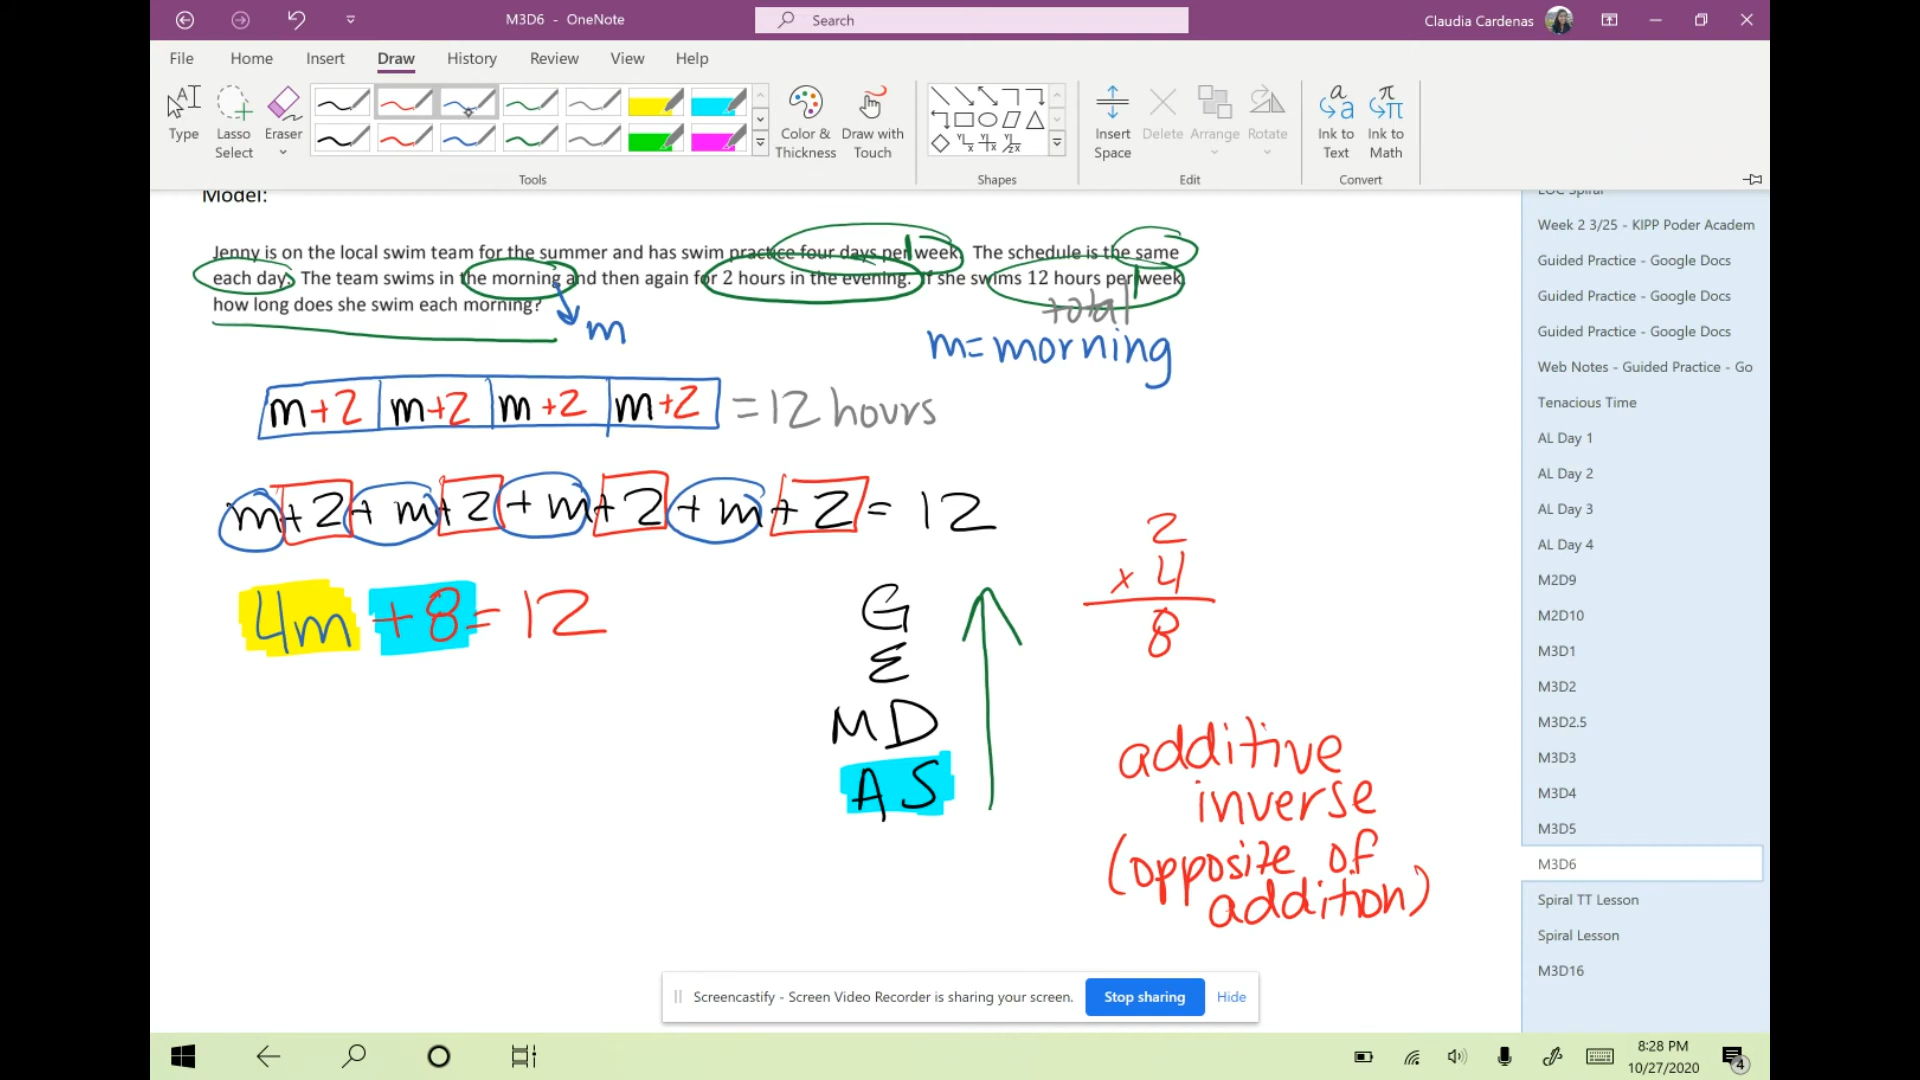 M3D6 - OneNote
Search
Claudia Cardenas
File Home Insert Draw History Review View Help
Type
Lasso Select
Eraser
Color & Thickness
Draw with Touch
Insert Space
Delete
Arrange
Rotate
Ink to Text
Ink to Math
Tools
Shapes
Edit
Convert
Model:
Jenny is on the local swim team for the summer and has swim practice four days per week. The schedule is the same
each day. The team swims in the morning and then again for 2 hours in the evening. If she swims 12 hours per week,
how long does she swim each morning?
total
m
m=morning
m+2 m+2 m+2 m+2 =12 hours
m+2+m+2+m+2+m+2=12
4m+8=12
G
E
MD
AS
2
×4
8
additive
inverse
(opposite of
addition)
EOC Spiral
Week 2 3/25 - KIPP Poder Academ
Guided Practice - Google Docs
Guided Practice - Google Docs
Guided Practice - Google Docs
Web Notes - Guided Practice - Go
Tenacious Time
AL Day 1
AL Day 2
AL Day 3
AL Day 4
M2D9
M2D10
M3D1
M3D2
M3D2.5
M3D3
M3D4
M3D5
M3D6
Spiral TT Lesson
Spiral Lesson
M3D16
Screencastify - Screen Video Recorder is sharing your screen.
Stop sharing
Hide
8:28 PM
10/27/2020
4